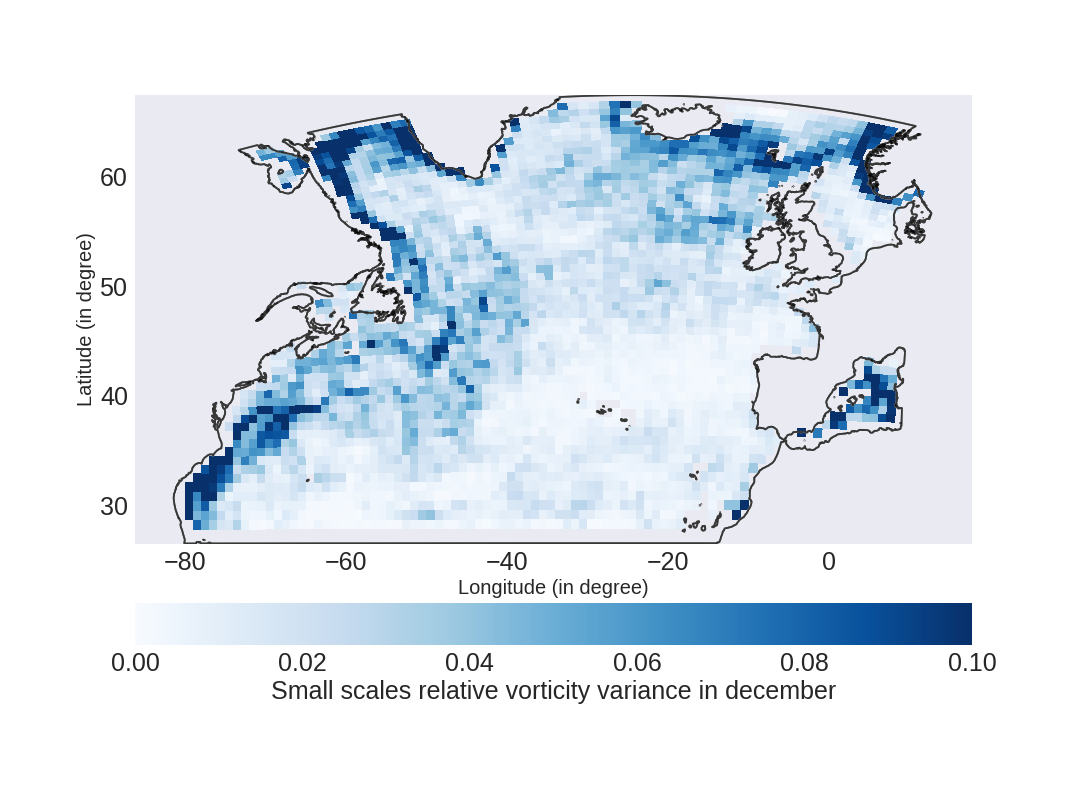 60
50
40
30
Latitude (in degree)
−80 −60 −40 −20 0
Longitude (in degree)
0.00 0.02 0.04 0.06 0.08 0.10
Small scales relative vorticity variance in december